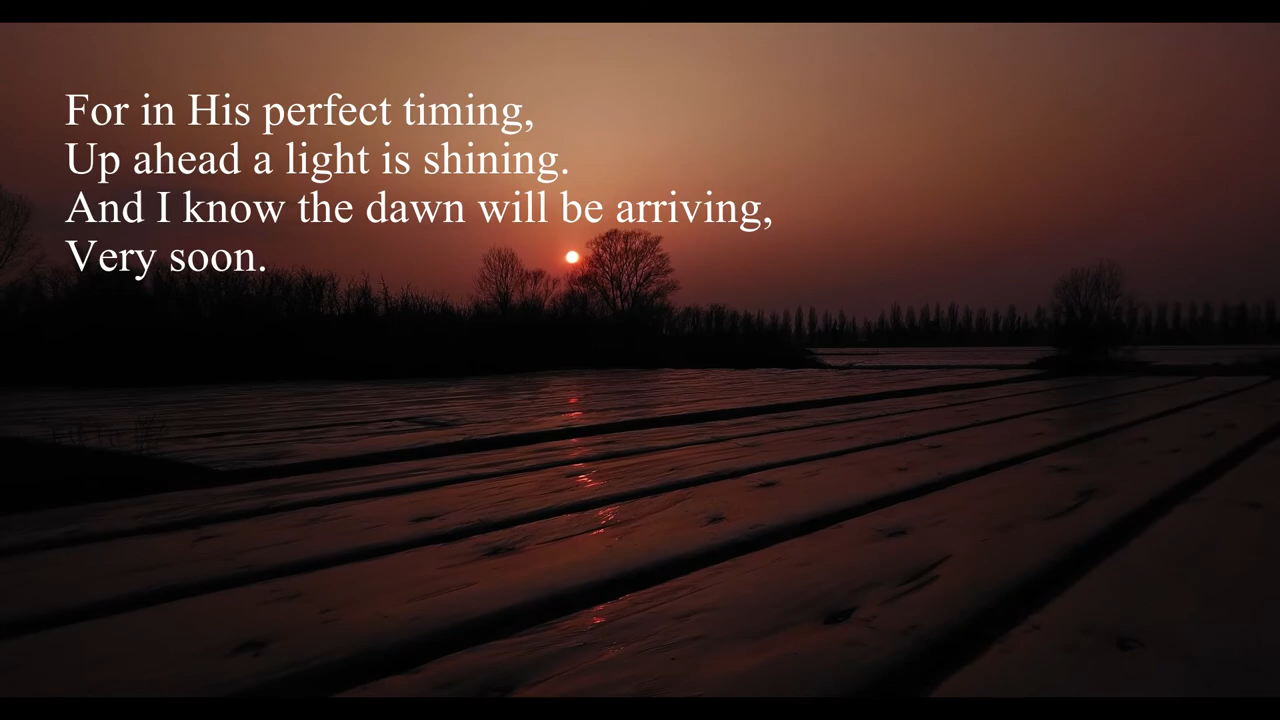 For in His perfect timing,
Up ahead a light is shining.
And I know the dawn will be arriving,
Very soon.